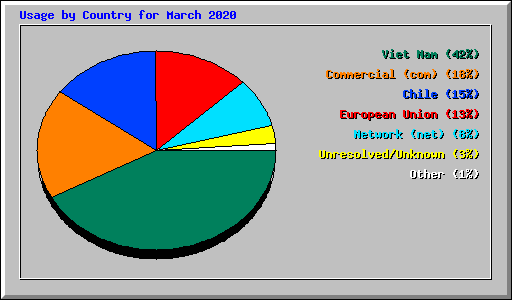 Usage by Country for March 2020
Viet Nam (42%)
Commercial (com) (18%)
Chile (15%)
European Union (13%)
Network (net) (8%)
Unresolved/Unknown (3%)
Other (1%)